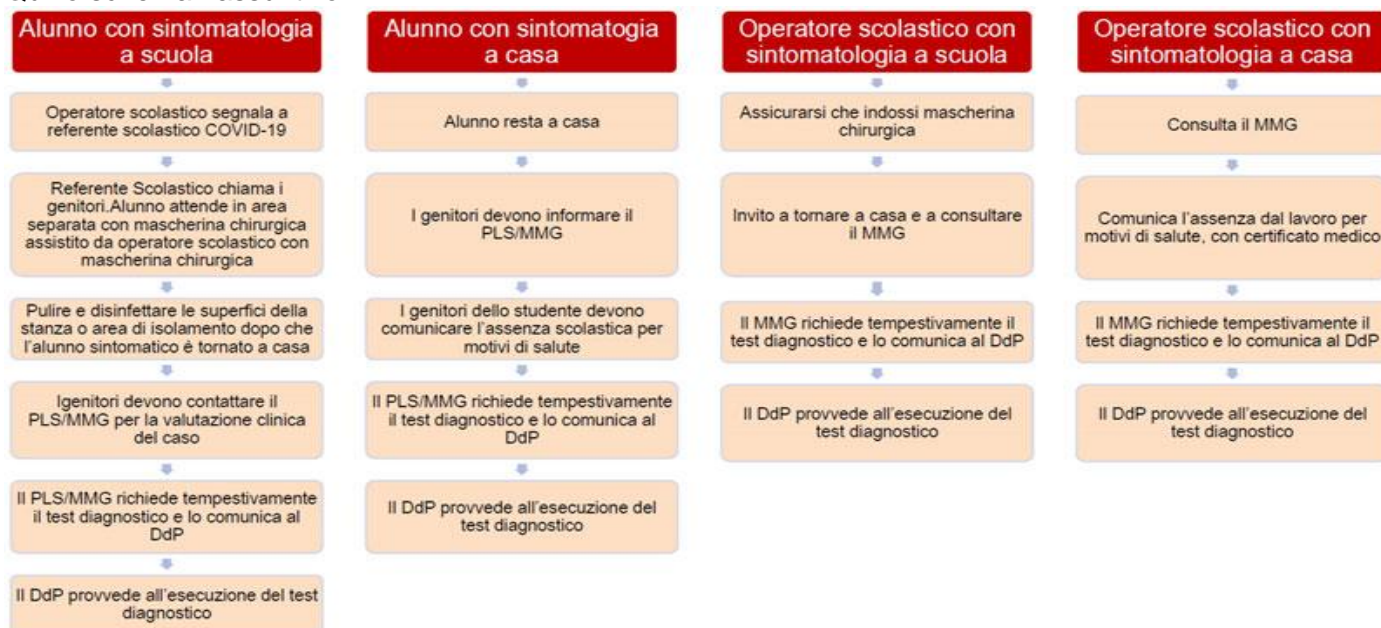 Alunno con sintomatologia
a scuola
Operatore scolastico segnala a
referente scolastico COVID-19
Referente Scolastico chiama i
genitori.Alunno attende in area
separata con mascherina chirurgica
assistito da operatore scolastico con
mascherina chirurgica
Pulire e disinfettare le superfici della
stanza o area di isolamento dopo che
l'alunno sintomatico è tornato a casa
Igenitori devono contattare il
PLS/MMG per la valutazione clinica
del caso
Il PLS/MMG richiede tempestivamente
il test diagnostico e lo comunica al
DdP
Il DdP provvede all'esecuzione del test
diagnostico
Alunno con sintomatogia
a casa
Alunno resta a casa
I genitori devono informare il
PLS/MMG
I genitori dello studente devono
comunicare l'assenza scolastica per
motivi di salute
Il PLS/MMG richiede tempestivamente
il test diagnostico e lo comunica al
DdP
Il DdP provvede all'esecuzione del
test diagnostico
Operatore scolastico con
sintomatologia a scuola
Assicurarsi che indossi mascherina
chirurgica
Invito a tornare a casa e a consultare
il MMG
Il MMG richiede tempestivamente il
test diagnostico e lo comunica al DdP
Il DdP provvede all'esecuzione del
test diagnostico
Operatore scolastico con
sintomatologia a casa
Consulta il MMG
Comunica l'assenza dal lavoro per
motivi di salute, con certificato medico
Il MMG richiede tempestivamente il
test diagnostico e lo comunica al DdP
Il DdP provvede all'esecuzione del
test diagnostico